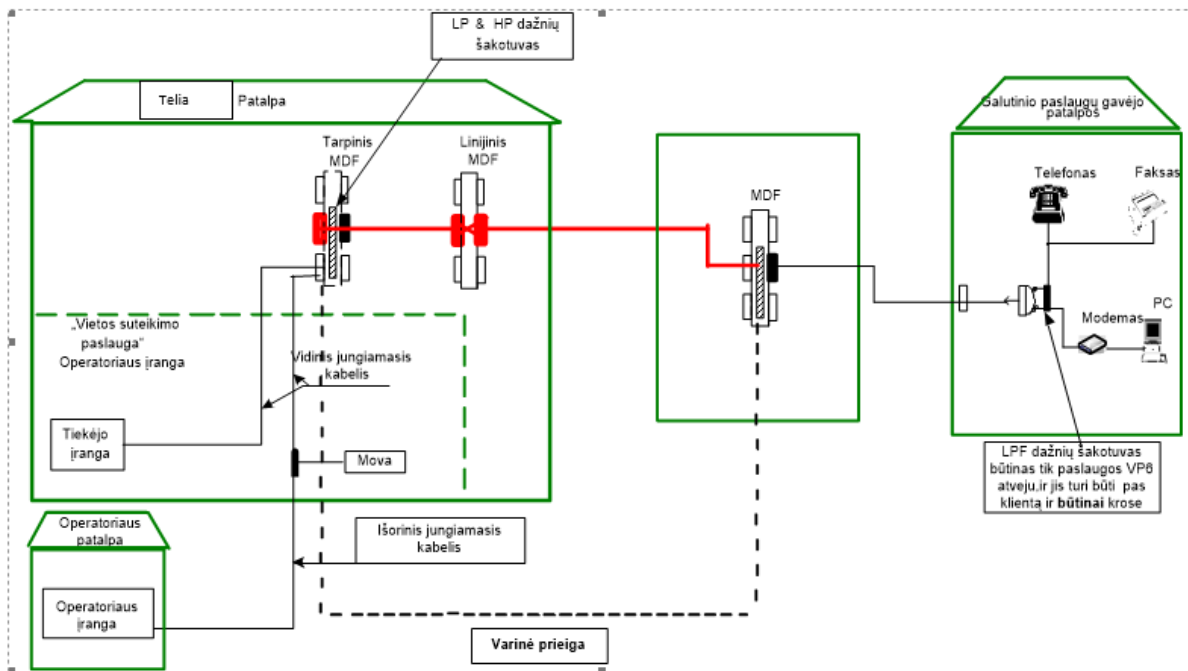 LP & HP dažnių
šakotuvas
Telia Patalpa
Galutinio paslaugų gavėjo
patalpos
Tarpinis
MDF
Linijinis
MDF
MDF
Telefonas
Faksas
Modemas
PC
„Vietos suteikimo
paslauga"
Operatoriaus įranga
Vidinis jungiamasis
kabelis
Tiekėjo
įranga
Mova
LPF dažnių šakotuvas
būtinas tik paslaugos VP6
atveju,ir jis turi būti pas
klientą ir būtinai krose
Operatoriaus
patalpa
Išorinis jungiamasis
kabelis
Operatoriaus
įranga
Varinė prieiga